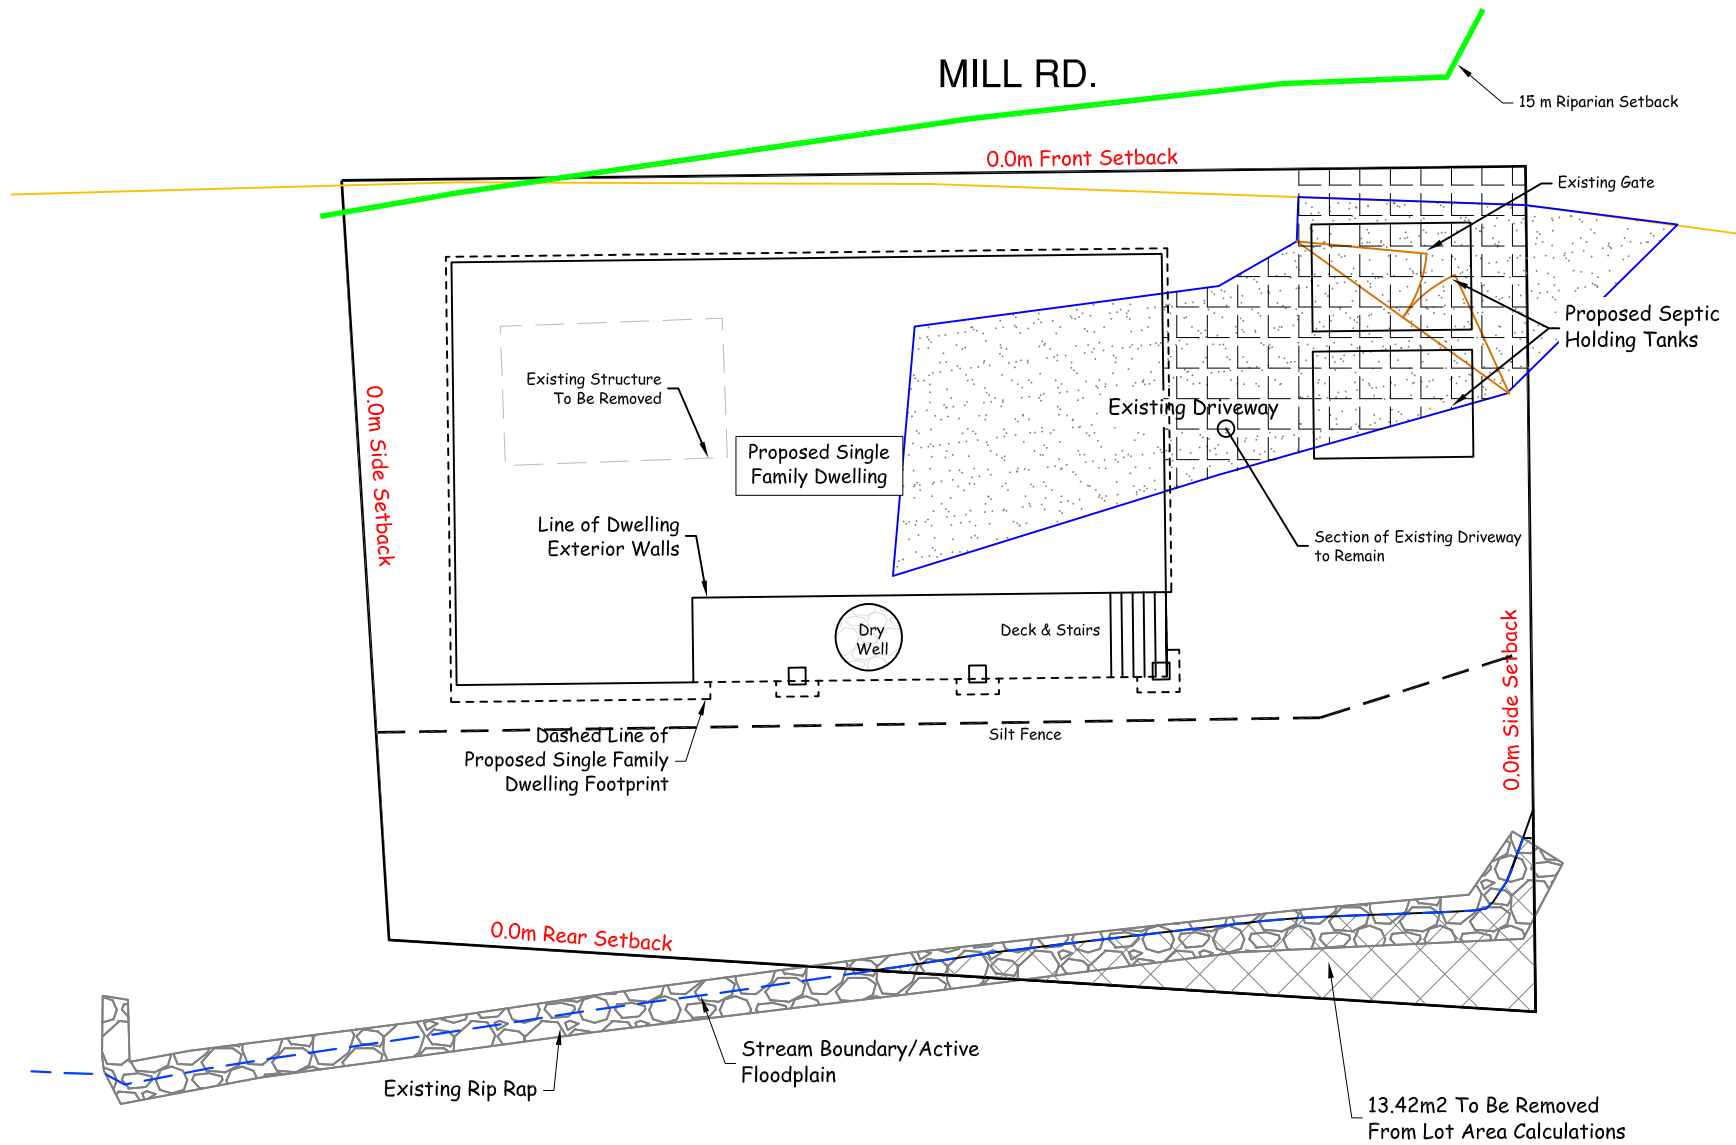 MILL RD.
15 m Riparian Setback
0.0m Front Setback
Existing Gate
Proposed Septic
Holding Tanks
Existing Structure
To Be Removed
0.0m Side Setback
Existing Driveway
Proposed Single
Family Dwelling
Line of Dwelling
Exterior Walls
Section of Existing Driveway
to Remain
Dry
Well
Deck & Stairs
0.0m Side Setback
Silt Fence
Dashed Line of
Proposed Single Family
Dwelling Footprint
0.0m Rear Setback
Stream Boundary/Active
Floodplain
Existing Rip Rap
13.42m2 To Be Removed
From Lot Area Calculations